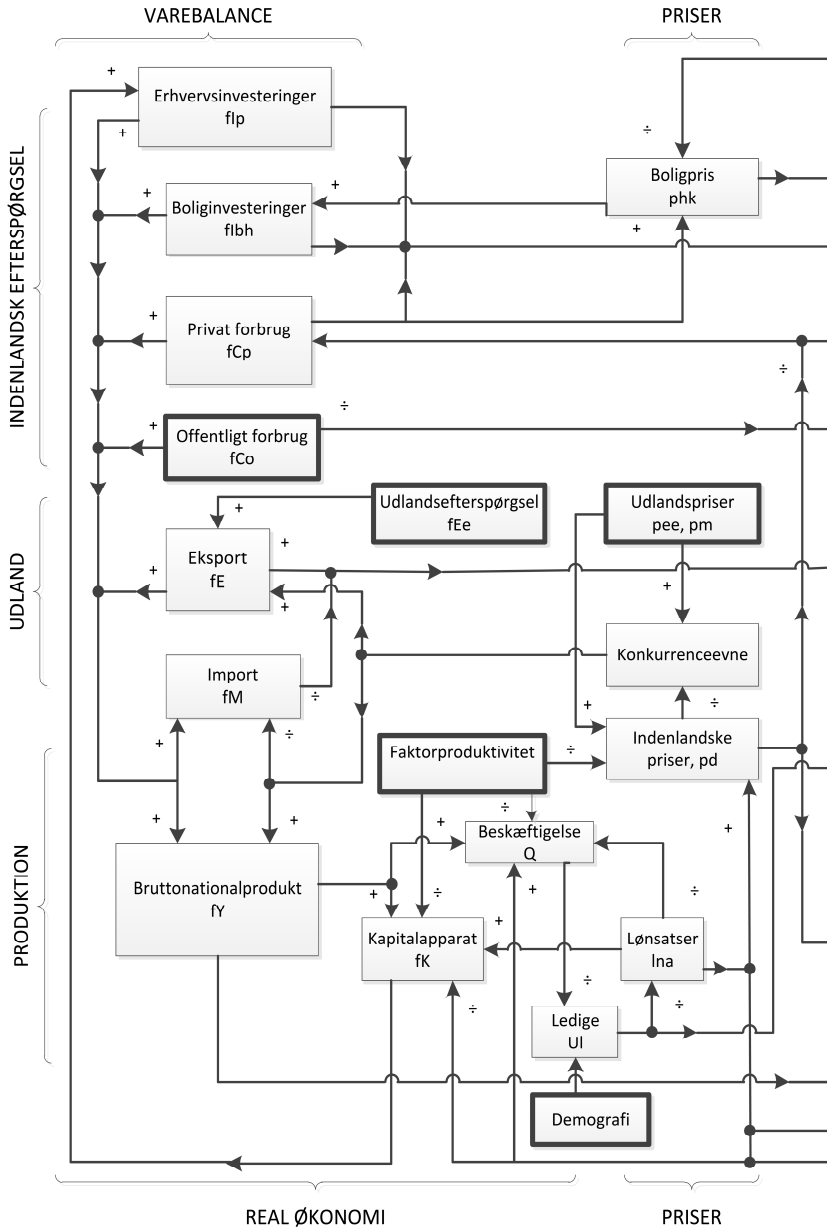 VAREBALANCE
PRISER
INDENLANDSK EFTERSPØRGSEL
UDLAND
PRODUKTION
+
Erhvervsinvesteringer
fIp
+
÷
Boligpris
phk
+
Boliginvesteringer
fIbh
+
+
+
Privat forbrug
fCp
÷
+
Offentligt forbrug
fCo
÷
Udlandsefterspørgsel
fEe
+
Udlandspriser
pee, pm
+
Eksport
fE
+
+
+
Konkurrenceevne
÷
Import
fM
÷
+
Indenlandske
priser, pd
+
÷
Faktorproduktivitet
÷
÷
+
+
+
Beskæftigelse
Q
+
Bruttonationalprodukt
fY
+
÷
+
÷
Kapitalapparat
fK
+
Lønsatser
lna
÷
÷
÷
Ledige
Ul
Demografi
REAL ØKONOMI
PRISER